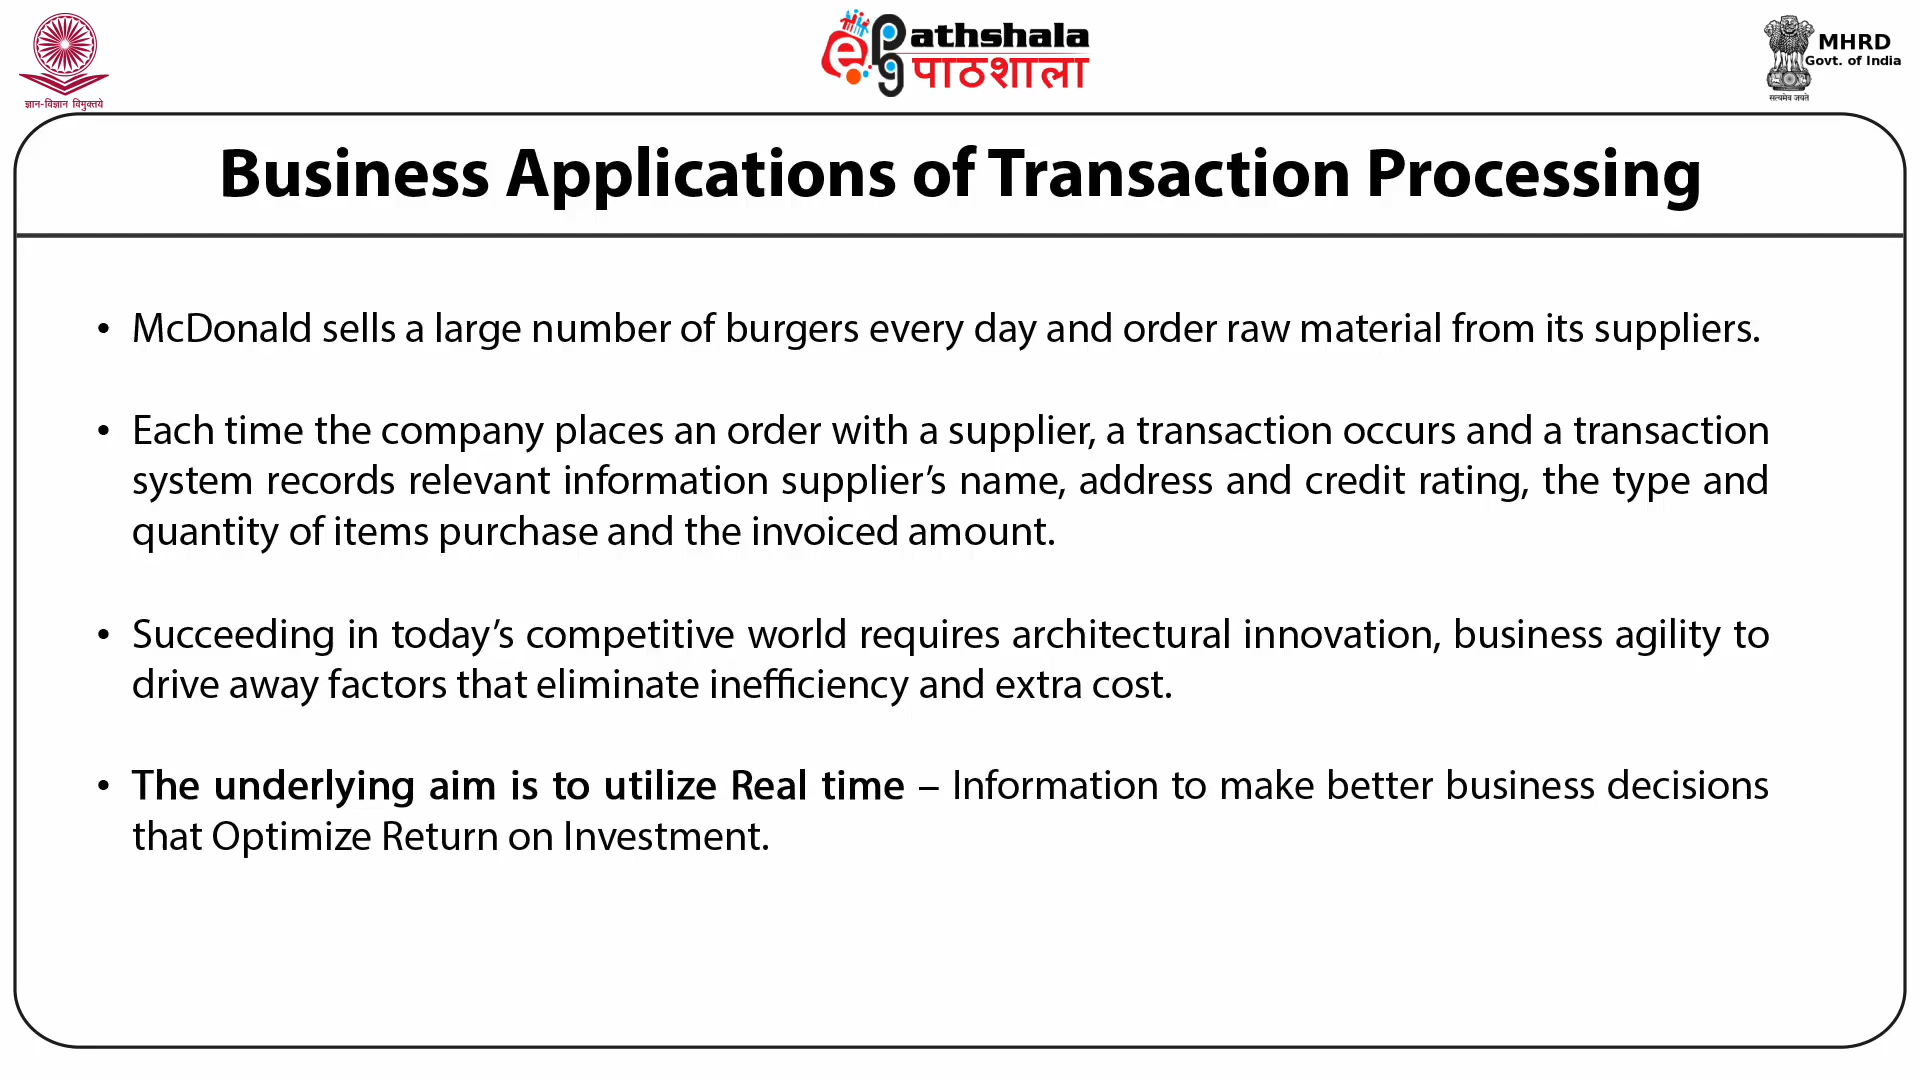 ज्ञान-विज्ञान विमुक्तये
ePathshala
पाठशाला
MHRD
Govt. of India
सत्यमेव जयते
Business Applications of Transaction Processing
• McDonald sells a large number of burgers every day and order raw material from its suppliers.
• Each time the company places an order with a supplier, a transaction occurs and a transaction
system records relevant information supplier’s name, address and credit rating, the type and
quantity of items purchase and the invoiced amount.
• Succeeding in today’s competitive world requires architectural innovation, business agility to
drive away factors that eliminate inefficiency and extra cost.
• The underlying aim is to utilize Real time – Information to make better business decisions
that Optimize Return on Investment.